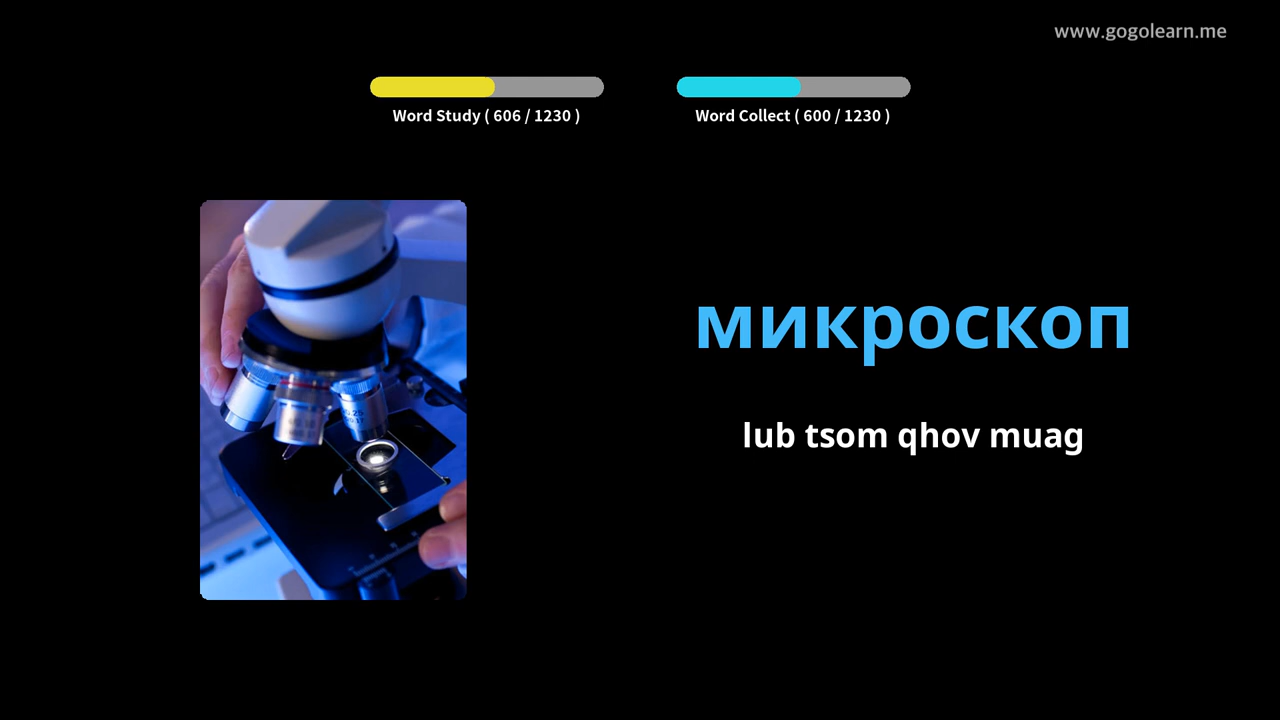 www.gogolearn.me
Word Study ( 606 / 1230 )
Word Collect ( 600 / 1230 )
микроскоп
lub tsom qhov muag